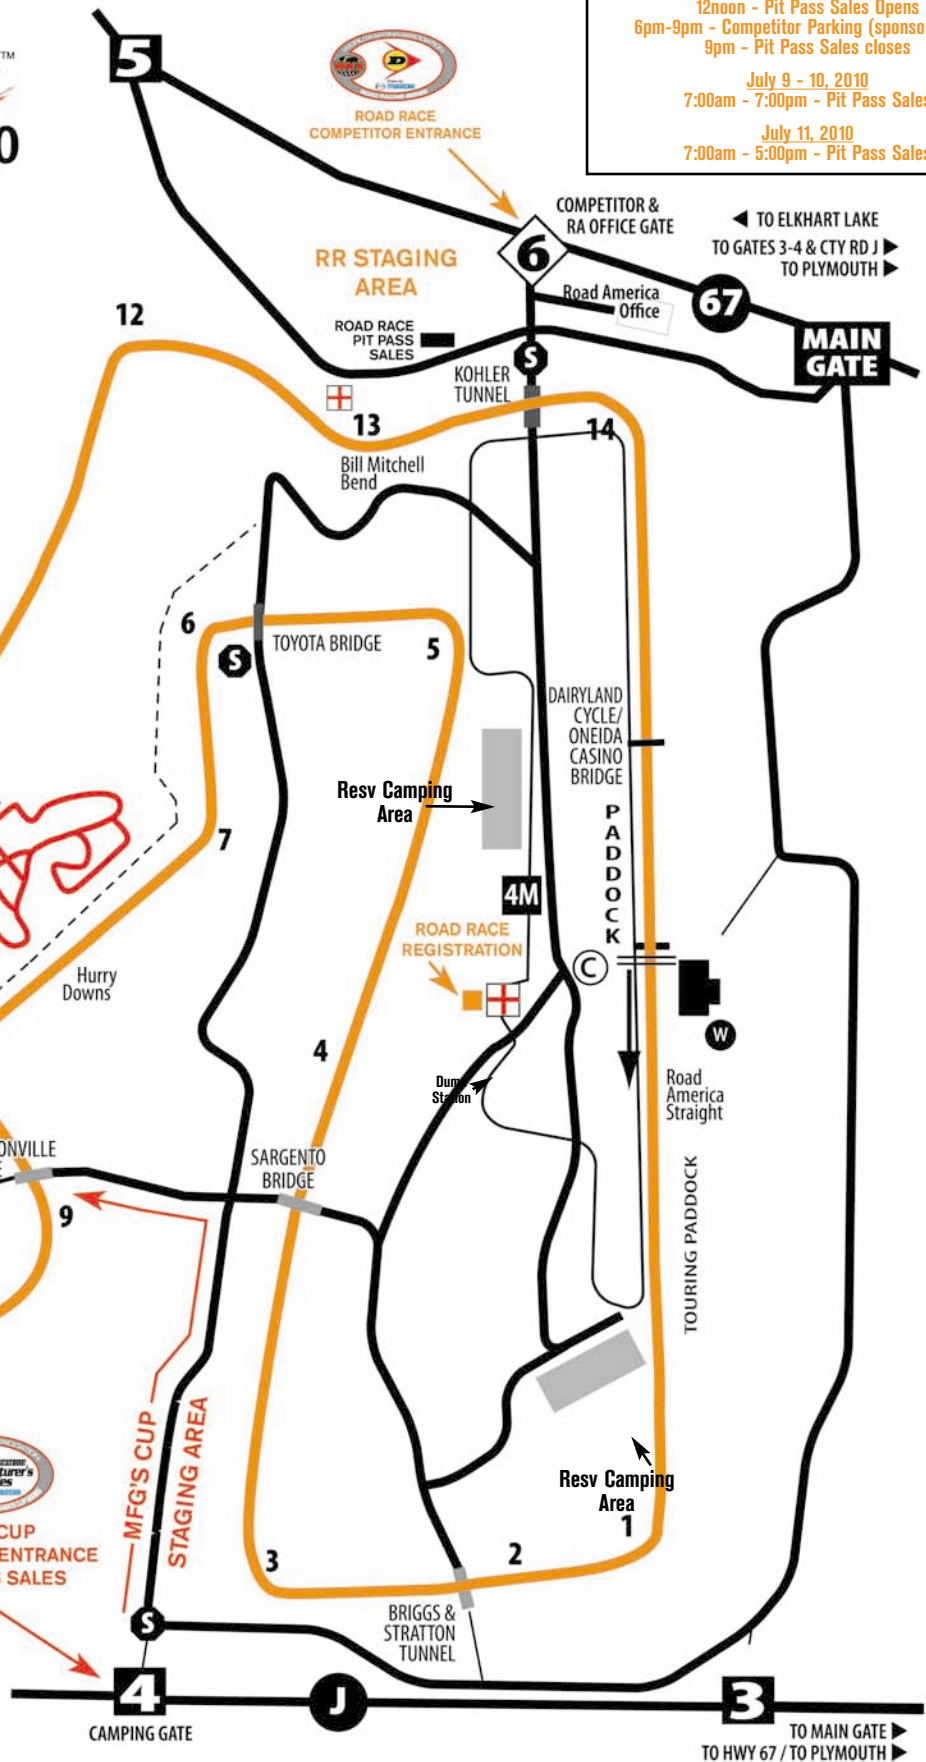 12noon - Pit Pass Sales Opens
6pm-9pm - Competitor Parking (sponso
9pm - Pit Pass Sales closes
July 9 - 10, 2010
7:00am - 7:00pm - Pit Pass Sales
July 11, 2010
7:00am - 5:00pm - Pit Pass Sales
TM
0
5
ROAD RACE
COMPETITOR ENTRANCE
COMPETITOR &
RA OFFICE GATE
TO ELKHART LAKE
TO GATES 3-4 & CTY RD J
TO PLYMOUTH
6
67
RR STAGING
AREA
Road America
Office
MAIN
GATE
12
ROAD RACE
PIT PASS
SALES
S
KOHLER
TUNNEL
13
14
Bill Mitchell
Bend
6
TOYOTA BRIDGE
5
S
DAIRYLAND
CYCLE/
ONEIDA
CASINO
BRIDGE
Resv Camping
Area
PADDOCK
7
4M
ROAD RACE
REGISTRATION
C
Hurry
Downs
W
4
Dump
Station
Road
America
Straight
ONVILLE
E
SARGENTO
BRIDGE
9
TOURING PADDOCK
MFG'S CUP
STAGING AREA
Resv Camping
Area
1
2
3
CUP
ENTRANCE
S SALES
S
BRIGGS &
STRATTON
TUNNEL
4
J
3
CAMPING GATE
TO MAIN GATE
TO HWY 67 / TO PLYMOUTH